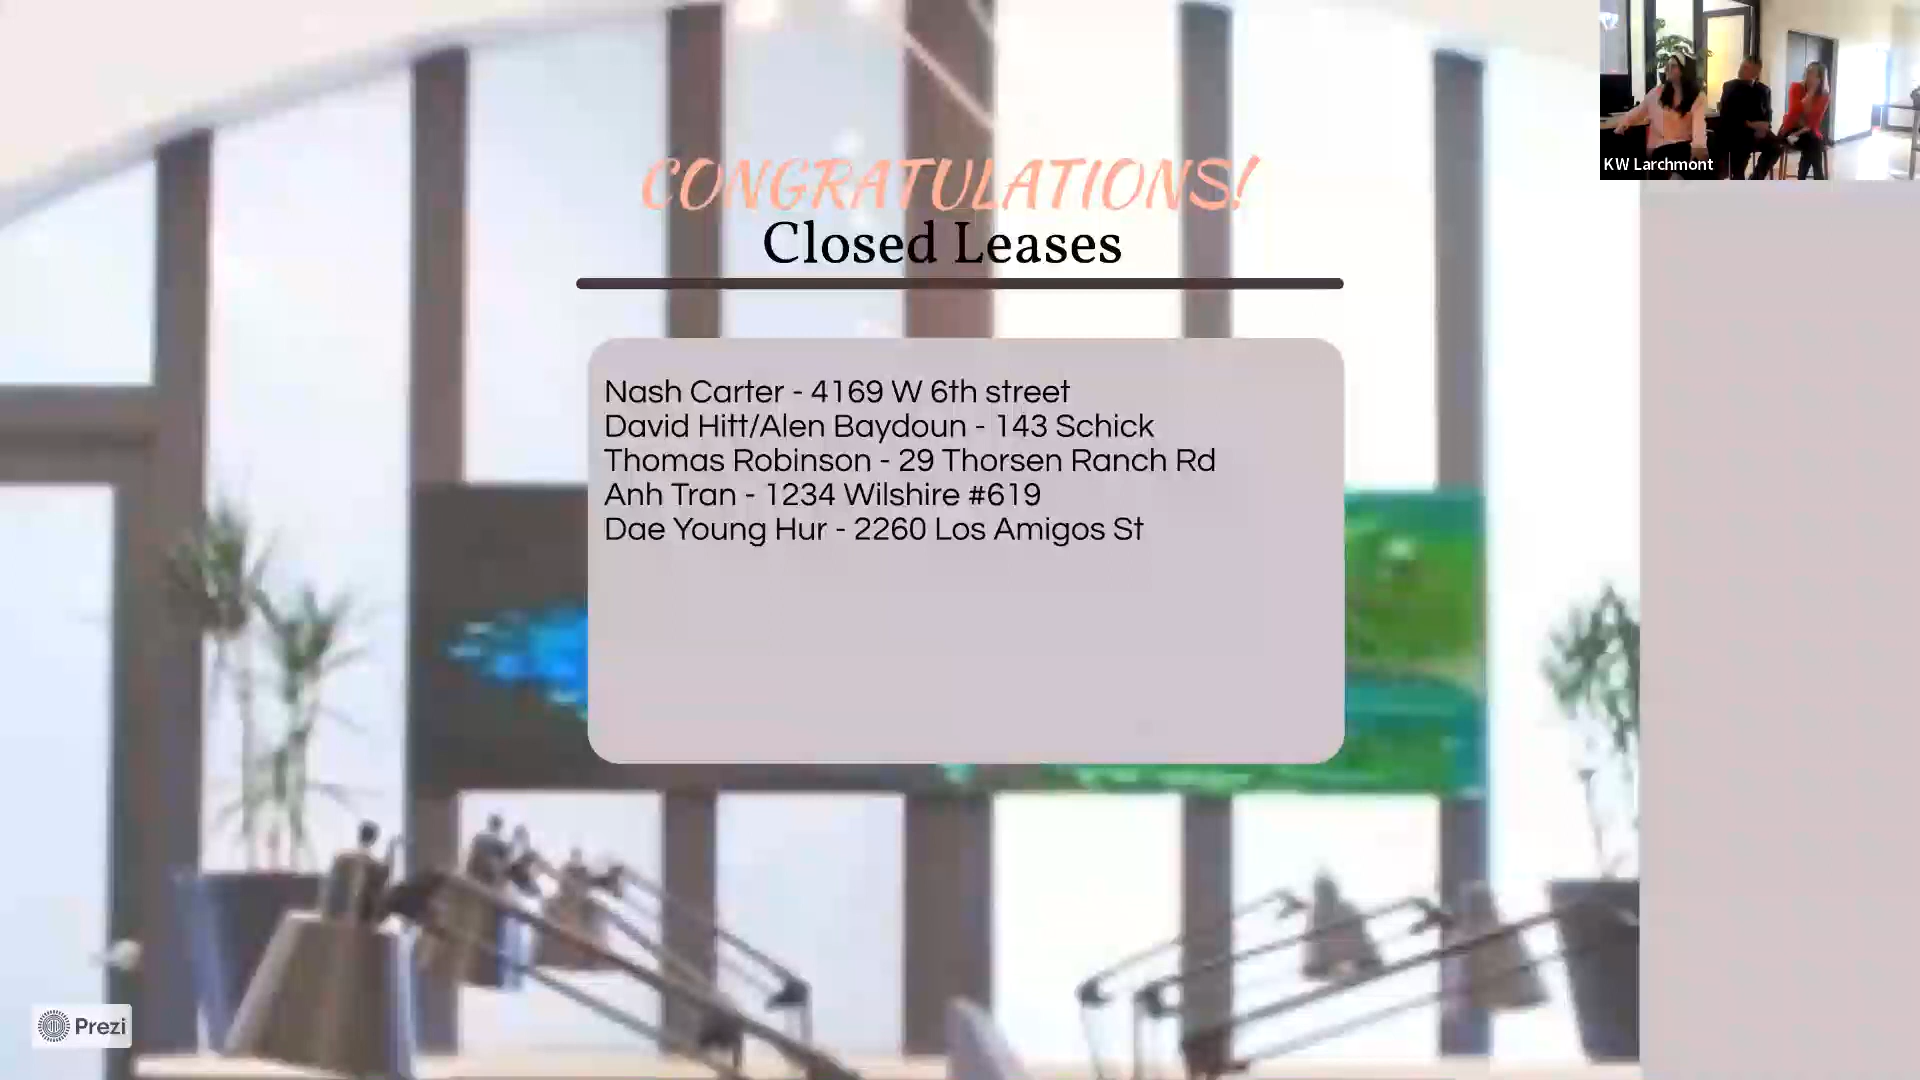 CONGRATULATIONS!
Closed Leases
Nash Carter - 4169 W 6th street
David Hitt/Alen Baydoun - 143 Schick
Thomas Robinson - 29 Thorsen Ranch Rd
Anh Tran - 1234 Wilshire #619
Dae Young Hur - 2260 Los Amigos St
KW Larchmont
Prezi